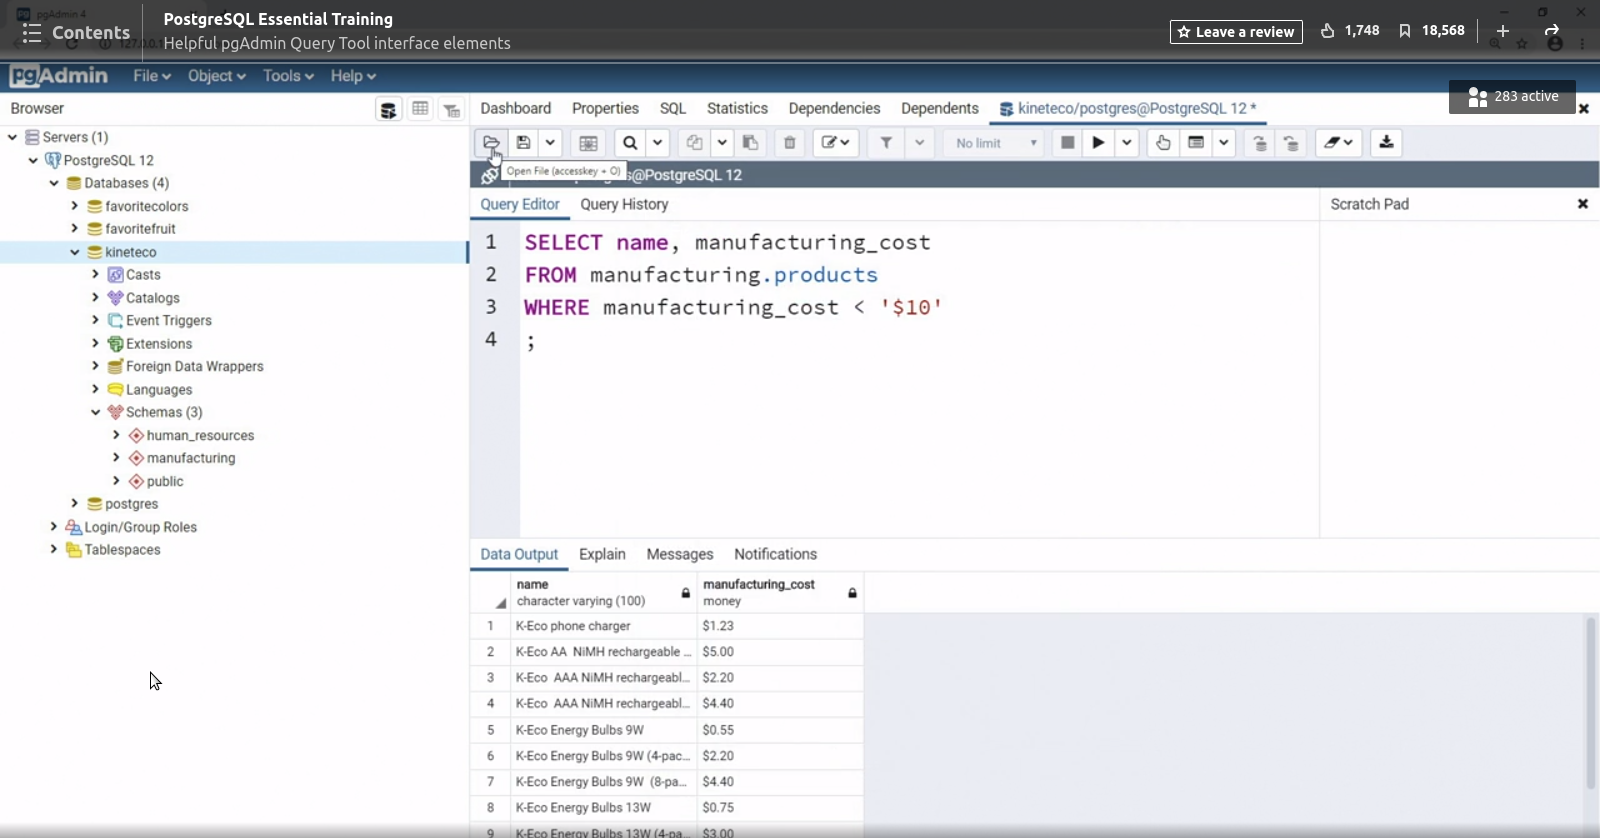 PostgreSQL Essential Training
Contents
Helpful pgAdmin Query Tool interface elements
Leave a review
1,748
18,568
pgAdmin
File
Object
Tools
Help
283 active
Browser
Dashboard
Properties
SQL
Statistics
Dependencies
Dependents
kineteco/postgres@PostgreSQL 12 *
No limit
Open File (accesskey + O)
s@PostgreSQL 12
Servers (1)
PostgreSQL 12
Databases (4)
favoritecolors
favoritefruit
kineteco
Casts
Catalogs
Event Triggers
Extensions
Foreign Data Wrappers
Languages
Schemas (3)
human_resources
manufacturing
public
postgres
Login/Group Roles
Tablespaces
Query Editor
Query History
Scratch Pad
1 SELECT name, manufacturing_cost
2 FROM manufacturing.products
3 WHERE manufacturing_cost < '$10'
4 ;
Data Output
Explain
Messages
Notifications
name
character varying (100)
manufacturing_cost
money
1 K-Eco phone charger $1.23
2 K-Eco AA NiMH rechargeable ... $5.00
3 K-Eco AAA NiMH rechargeabl... $2.20
4 K-Eco AAA NiMH rechargeabl... $4.40
5 K-Eco Energy Bulbs 9W $0.55
6 K-Eco Energy Bulbs 9W (4-pac... $2.20
7 K-Eco Energy Bulbs 9W (8-pa... $4.40
8 K-Eco Energy Bulbs 13W $0.75
9 K-Eco Energy Bulbs 13W (4-pa... $3.00